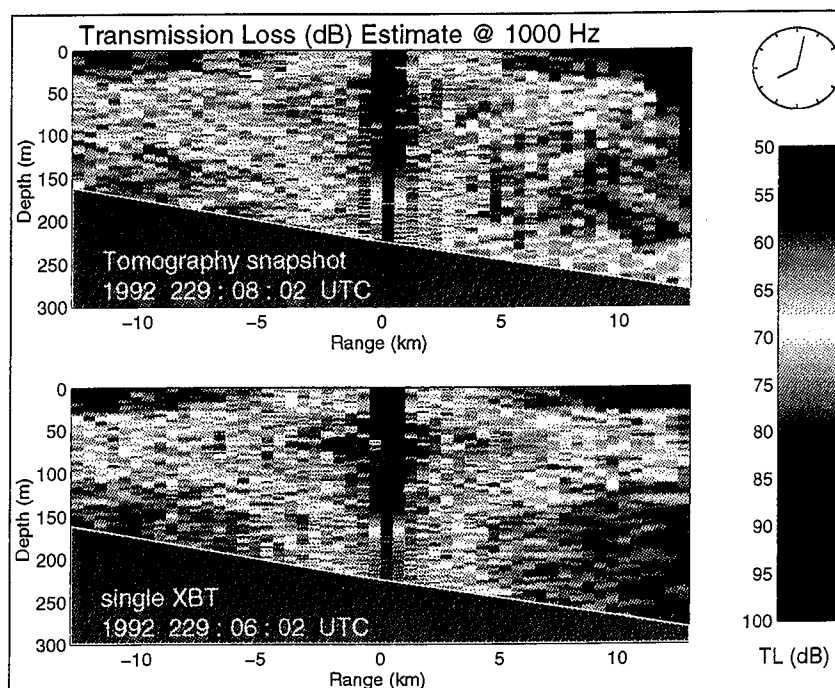 Transmission Loss (dB) Estimate @ 1000 Hz
0
50
100
150
200
250
300
Depth (m)
Tomography snapshot
1992 229 : 08 : 02 UTC
−10 −5 0 5 10
Range (km)
0
50
100
150
200
250
300
Depth (m)
single XBT
1992 229 : 06 : 02 UTC
−10 −5 0 5 10
Range (km)
50
55
60
65
70
75
80
85
90
95
100
TL (dB)